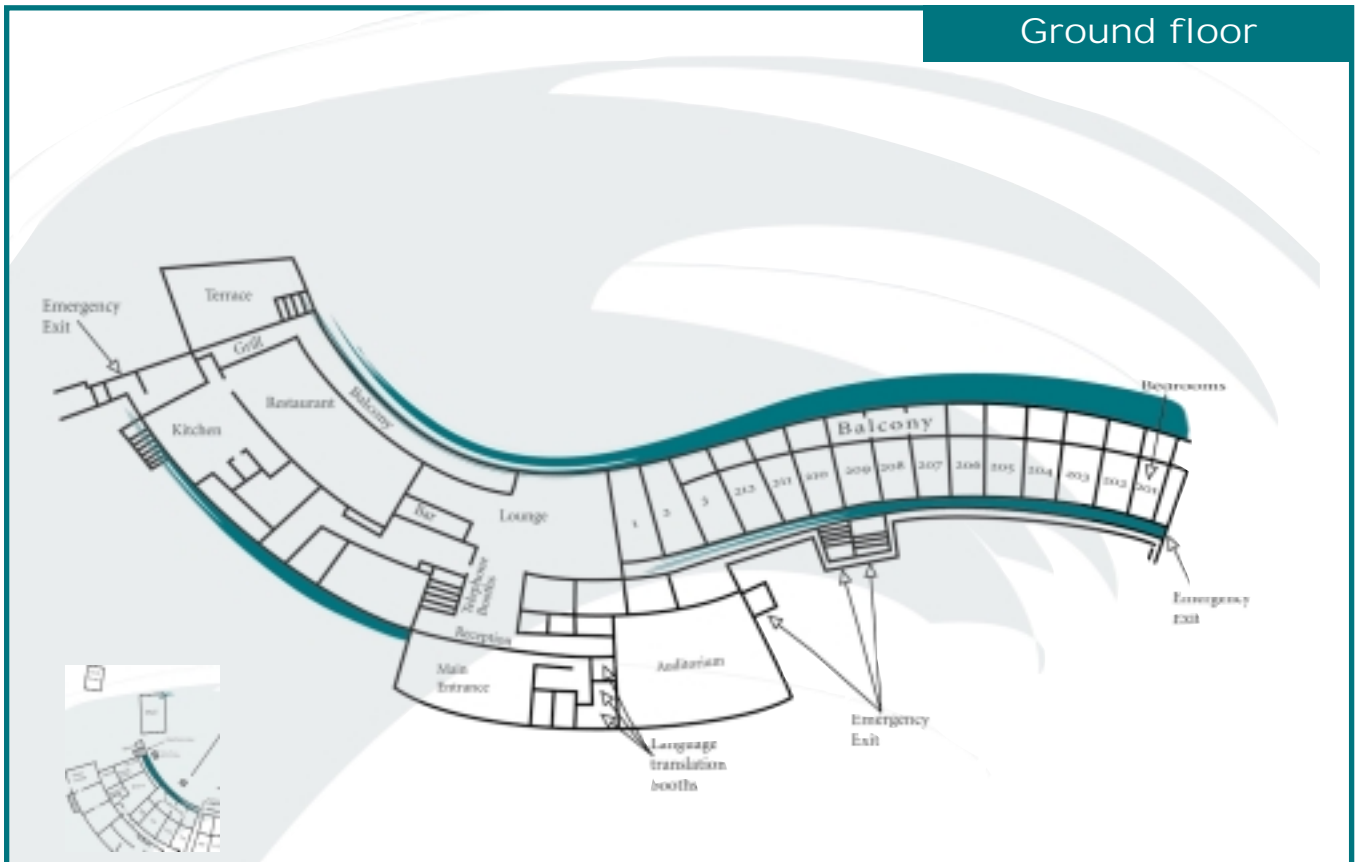 Ground floor
Terrace
Emergency
Exit
Grill
Restaurant
Balcony
Kitchen
Bar
Lounge
Telephone
Booths
Reception
Main
Entrance
Auditorium
Language
translation
booths
Emergency
Exit
Bearooms
Balcony
1
2
3
212
211
210
209
208
207
206
205
204
203
202
201
Emergency
Exit